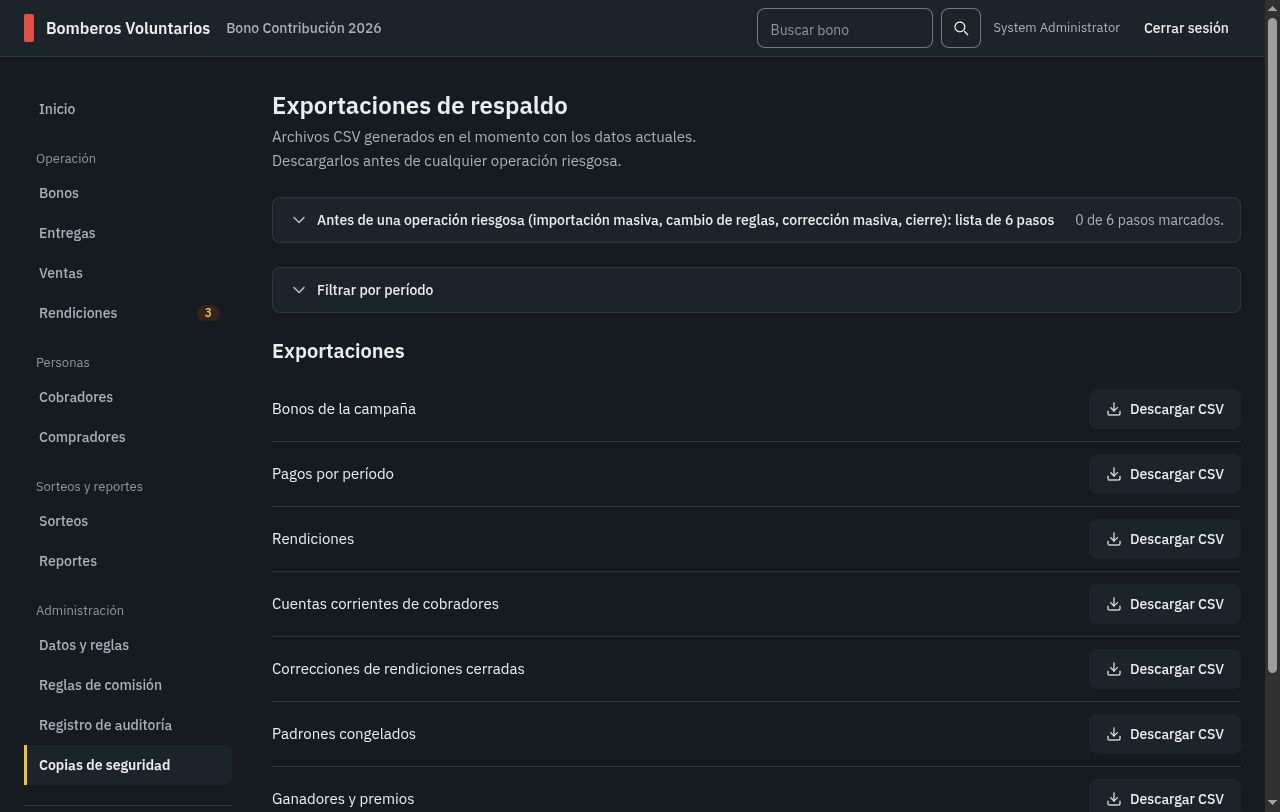 Bomberos Voluntarios
Bono Contribución 2026
Buscar bono
System Administrator
Cerrar sesión
Inicio
Operación
Bonos
Entregas
Ventas
Rendiciones 3
Personas
Cobradores
Compradores
Sorteos y reportes
Sorteos
Reportes
Administración
Datos y reglas
Reglas de comisión
Registro de auditoría
Copias de seguridad
Exportaciones de respaldo
Archivos CSV generados en el momento con los datos actuales.
Descargarlos antes de cualquier operación riesgosa.
Antes de una operación riesgosa (importación masiva, cambio de reglas, corrección masiva, cierre): lista de 6 pasos 0 de 6 pasos marcados.
Filtrar por período
Exportaciones
Bonos de la campaña Descargar CSV
Pagos por período Descargar CSV
Rendiciones Descargar CSV
Cuentas corrientes de cobradores Descargar CSV
Correcciones de rendiciones cerradas Descargar CSV
Padrones congelados Descargar CSV
Ganadores y premios Descargar CSV